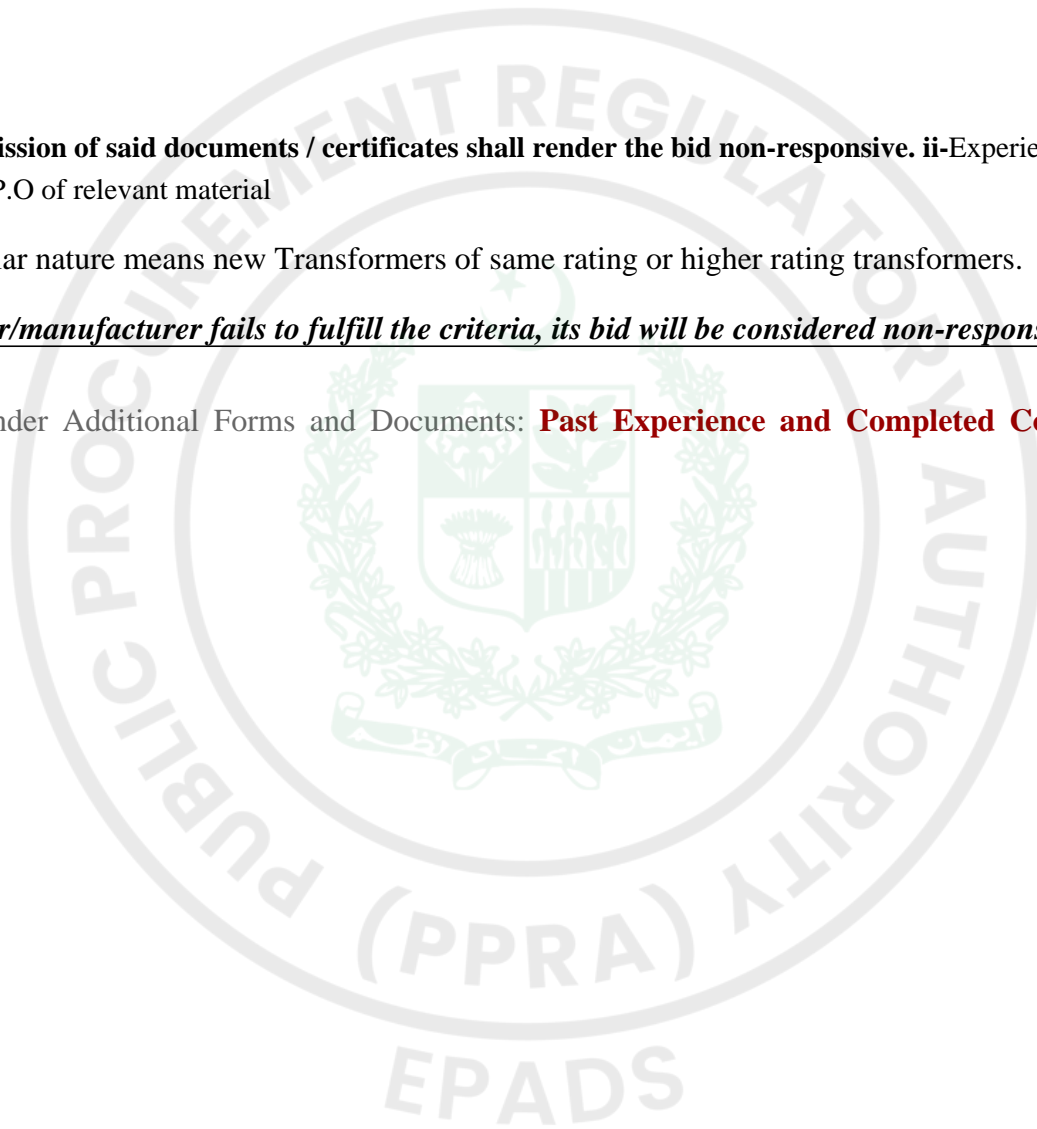 ission of said documents / certificates shall render the bid non-responsive. ii-Experie
P.O of relevant material
lar nature means new Transformers of same rating or higher rating transformers.
r/manufacturer fails to fulfill the criteria, its bid will be considered non-respons
nder Additional Forms and Documents: Past Experience and Completed Co
PUBLIC PROCUREMENT REGULATORY AUTHORITY
(PPRA)
EPADS